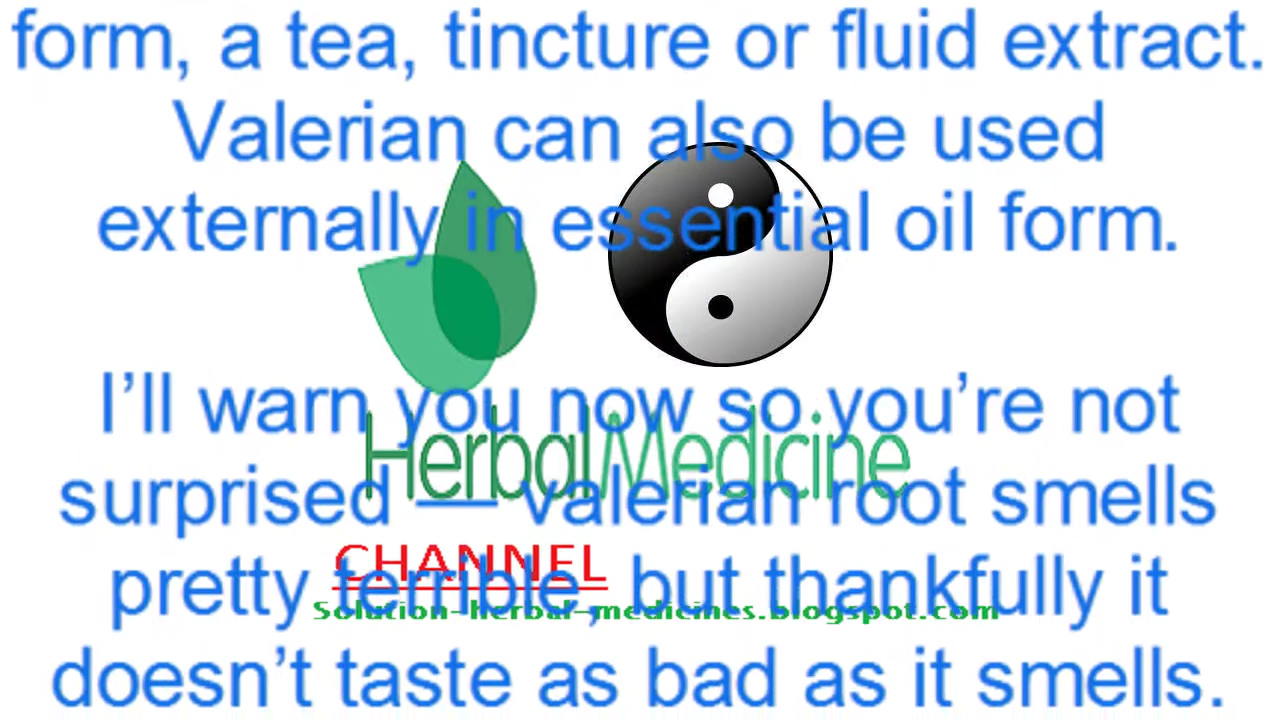 form, a tea, tincture or fluid extract.
Valerian can also be used
externally in essential oil form.
I’ll warn you now so you’re not
HerbalMedicine
surprised — valerian root smells
CHANNEL
pretty terrible, but thankfully it
Solution-herbal-medicines.blogspot.com
doesn’t taste as bad as it smells.